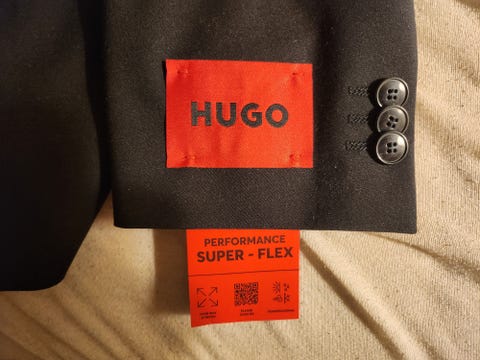 HUGO
PERFORMANCE
SUPER - FLEX